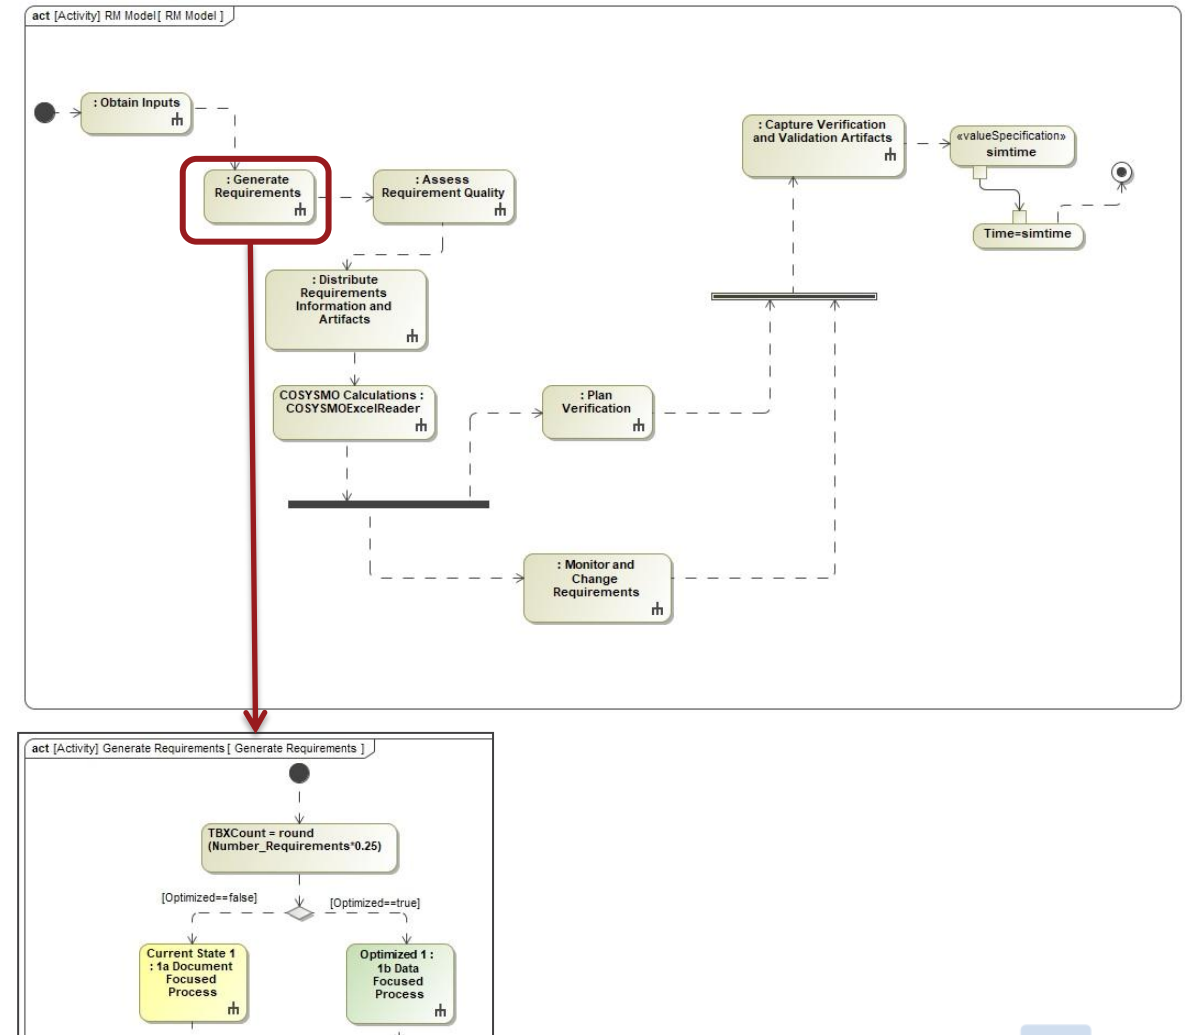 act [Activity] RM Model[ RM Model ]
: Obtain Inputs
: Generate
Requirements
: Assess
Requirement Quality
: Distribute
Requirements
Information and
Artifacts
COSYSMO Calculations :
COSYSMOExcelReader
: Plan
Verification
: Monitor and
Change
Requirements
: Capture Verification
and Validation Artifacts
«valueSpecification»
simtime
Time=simtime
act [Activity] Generate Requirements[ Generate Requirements ]
TBXCount = round
(Number_Requirements*0.25)
[Optimized==false]
[Optimized==true]
Current State 1
: 1a Document
Focused
Process
Optimized 1 :
1b Data
Focused
Process